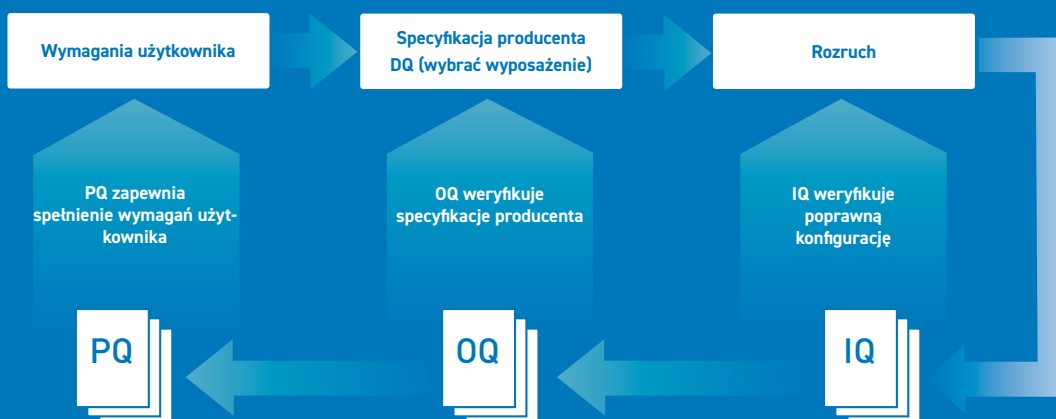 Wymagania użytkownika
Specyfikacja producenta
DQ (wybrać wyposażenie)
Rozruch
PQ zapewnia
spełnienie wymagań użyt-
kownika
OQ weryfikuje
specyfikacje producenta
IQ weryfikuje
poprawną
konfigurację
PQ
OQ
IQ